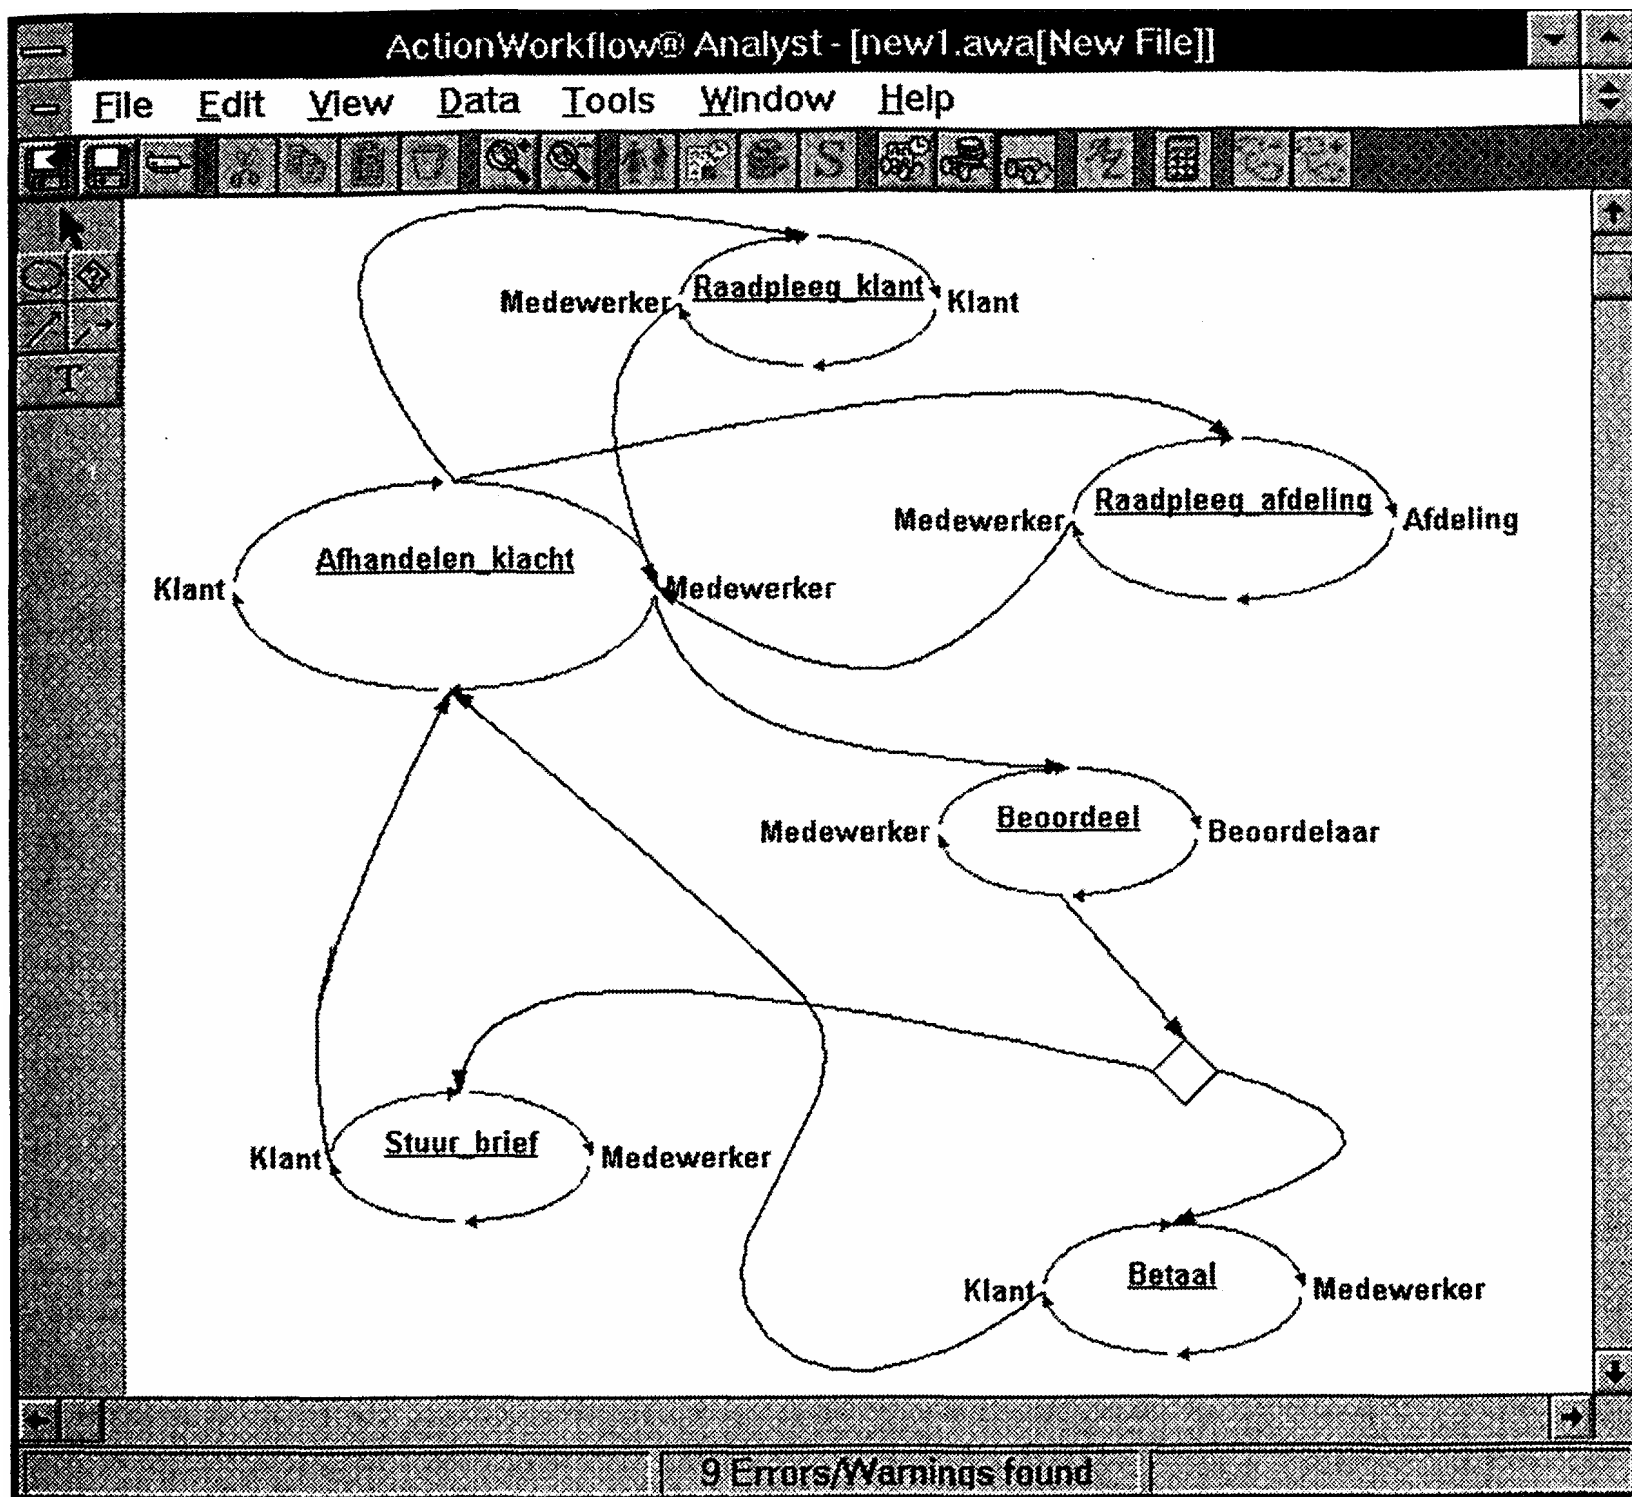 ActionWorkflow® Analyst - [new1.awa[New File]]
File Edit View Data Tools Window Help
S
T
Medewerker Raadpleeg_klant Klant
Medewerker Raadpleeg_afdeling Afdeling
Klant Afhandelen_klacht Medewerker
Medewerker Beoordeel Beoordelaar
Klant Stuur_brief Medewerker
Klant Betaal Medewerker
9 Errors/Warnings found